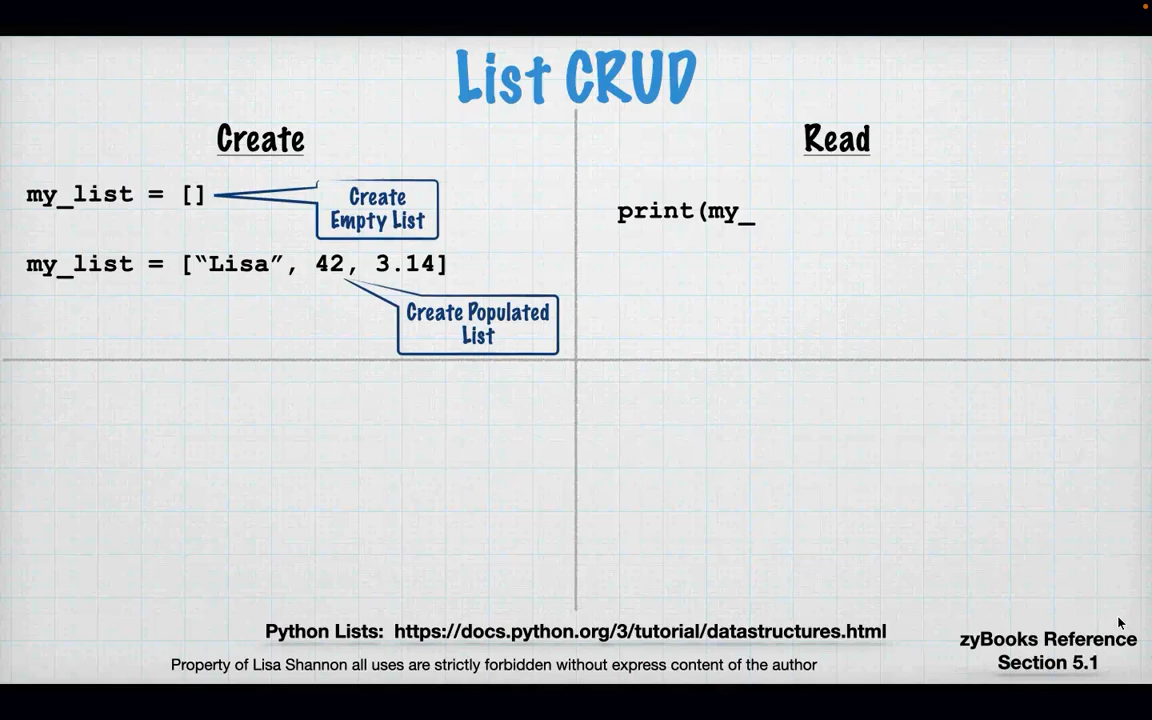 List CRUD
Create
my_list = []
Create
Empty List
my_list = [“Lisa”, 42, 3.14]
Create Populated
List
Read
print(my_
Python Lists: https://docs.python.org/3/tutorial/datastructures.html
Property of Lisa Shannon all uses are strictly forbidden without express content of the author
zyBooks Reference
Section 5.1